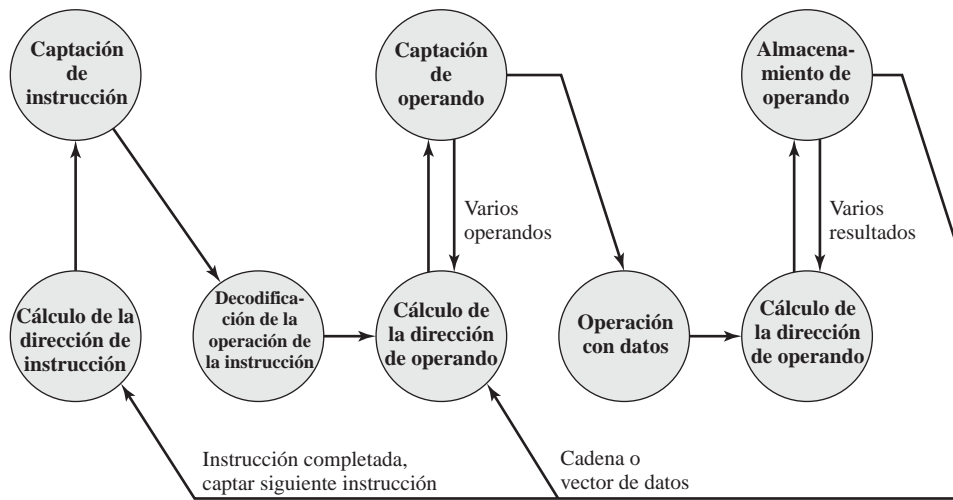 Captación
de
instrucción
Captación
de
operando
Almacena-
miento de
operando
Varios
operandos
Varios
resultados
Cálculo de la
dirección de
instrucción
Decodifica-
ción de la
operación de
la instrucción
Cálculo de
la dirección
de operando
Operación
con datos
Cálculo de
la dirección
de operando
Instrucción completada,
captar siguiente instrucción
Cadena o
vector de datos